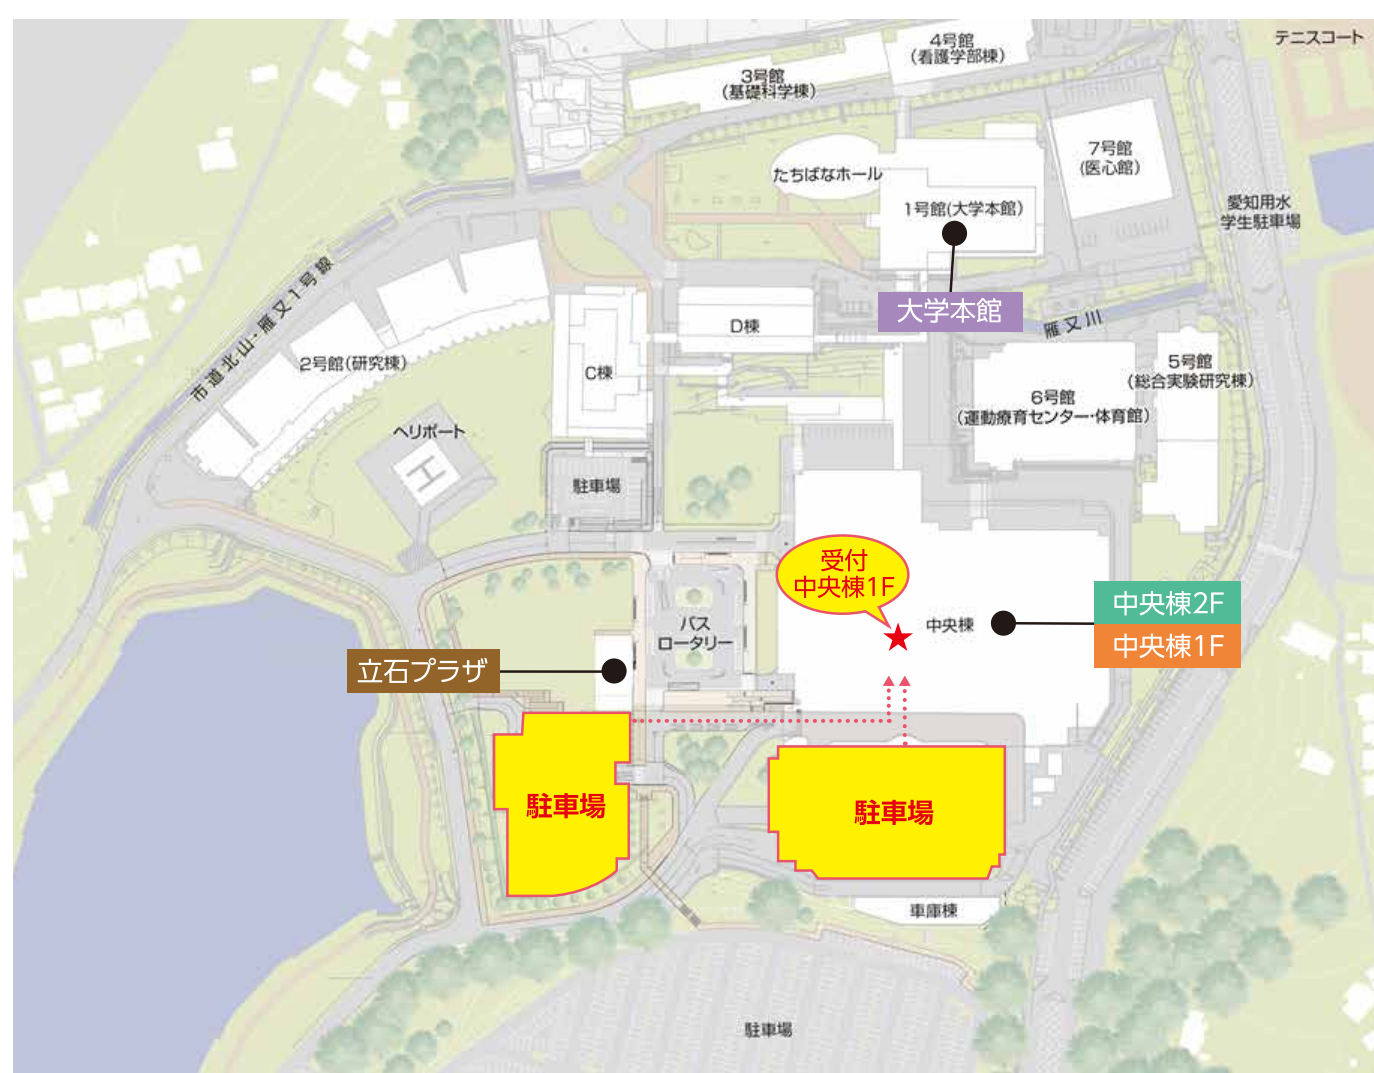 テニスコート
4号館
(看護学部棟)
3号館
(基礎科学棟)
7号館
(医心館)
たちばなホール
1号館(大学本館)
愛知用水
学生駐車場
大学本館
雁又川
市道北山・雁又1号線
2号館(研究棟)
D棟
C棟
5号館
(総合実験研究棟)
6号館
(運動療育センター・体育館)
ヘリポート
H
駐車場
受付
中央棟1F
中央棟
中央棟2F
中央棟1F
バス
ロータリー
立石プラザ
駐車場
駐車場
車庫棟
駐車場